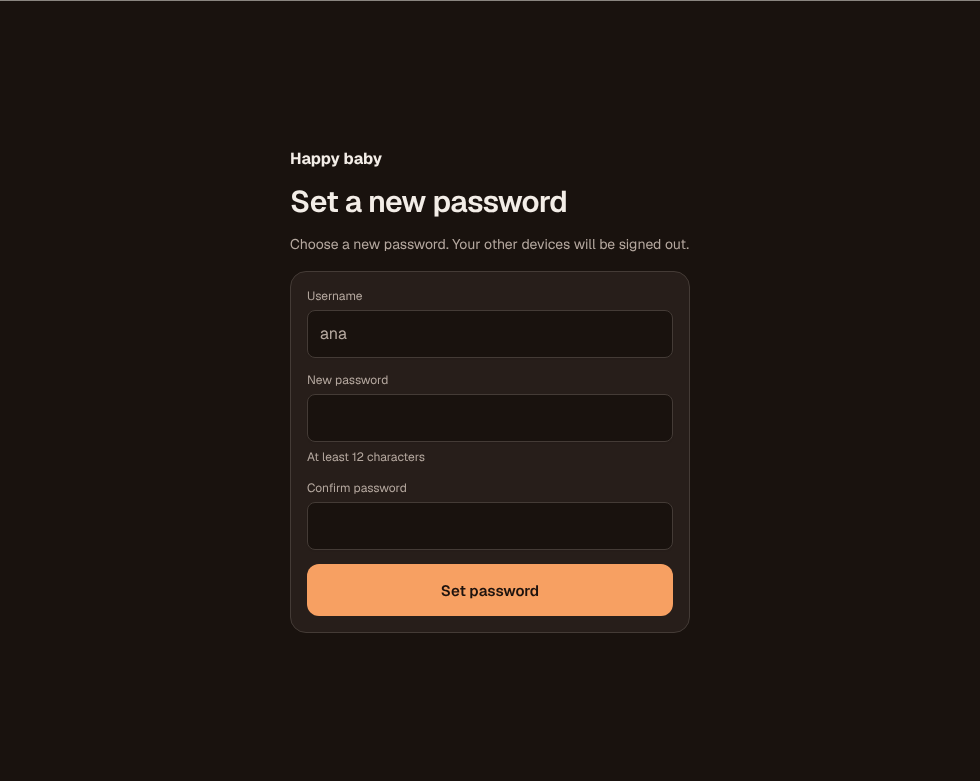 Happy baby
Set a new password
Choose a new password. Your other devices will be signed out.
Username
ana
New password
At least 12 characters
Confirm password
Set password